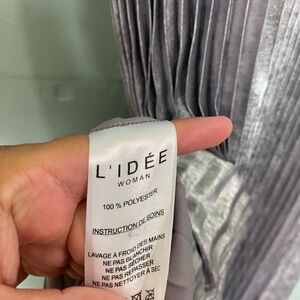 L'IDÉE
WOMAN
100 % POLYESTER
INSTRUCTION DE SOINS
LAVAGE À FROID DES MAINS
NE PAS BLANCHIR
NE PAS SÉCHER
NE PAS REPASSER
NE PAS NETTOYER À SEC